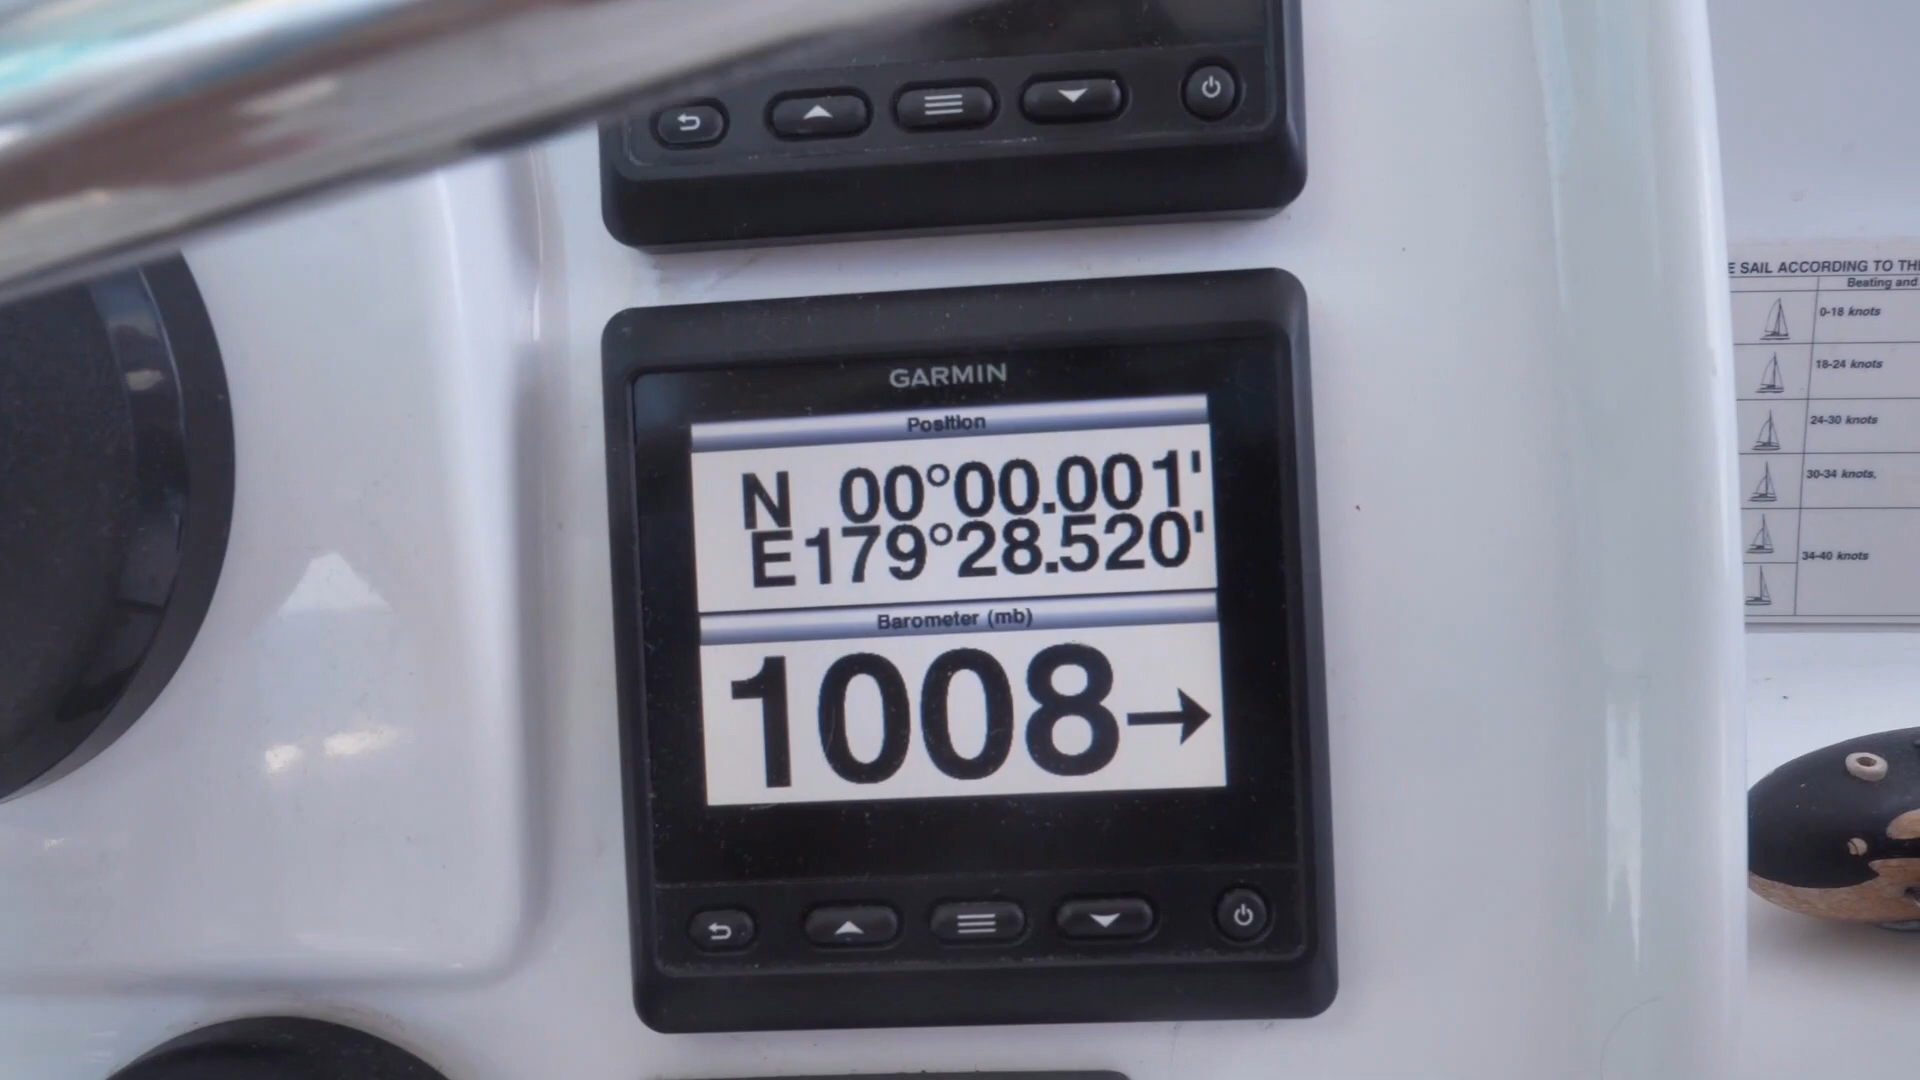 GARMIN
Position
N 00°00.001'
E179°28.520'
Barometer (mb)
1008→
E SAIL ACCORDING TO TH
Beating and
0-18 knots
18-24 knots
24-30 knots
30-34 knots,
34-40 knots